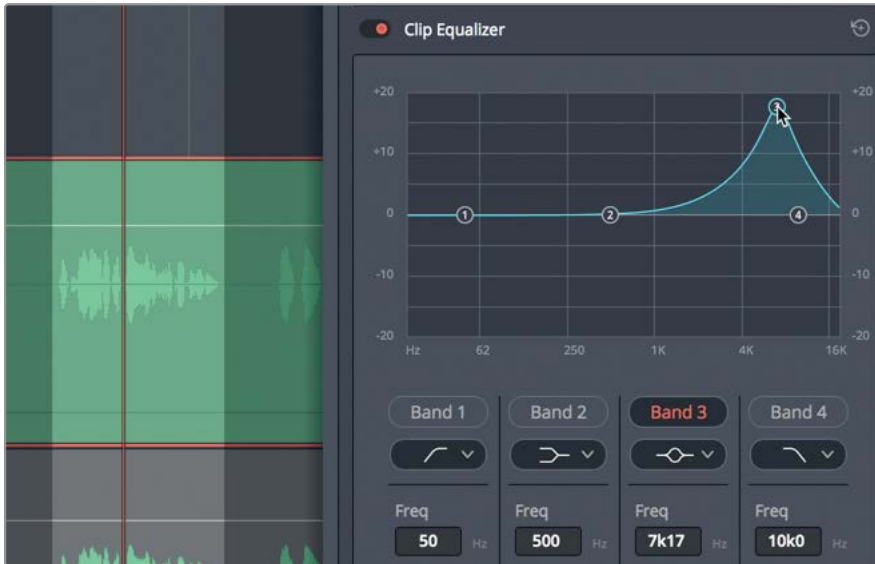 Clip Equalizer
+20 +20
+10 +10
0 0
-10 -10
-20 -20
1 2 3 4
Hz 62 250 1K 4K 16K
Band 1 Band 2 Band 3 Band 4
Freq Freq Freq Freq
50 Hz 500 Hz 7k17 Hz 10k0 Hz